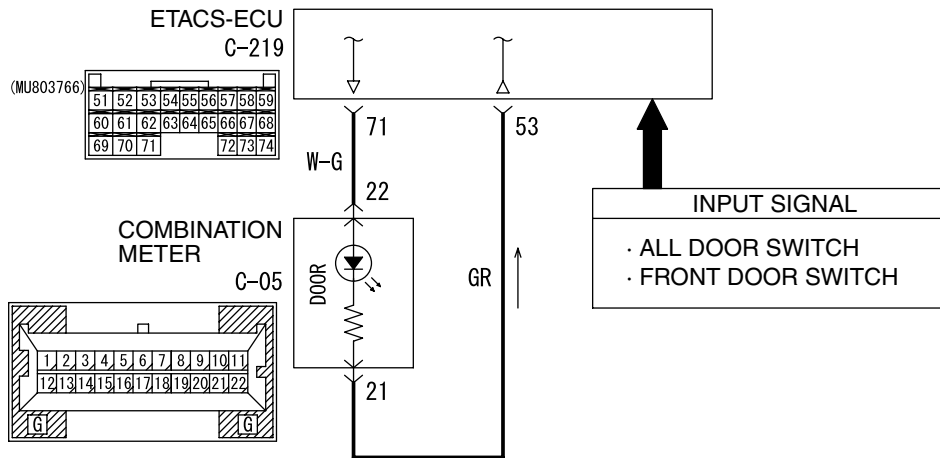 ETACS-ECU
C-219
(MU803766)
51 52 53 54 55 56 57 58 59
60 61 62 63 64 65 66 67 68
69 70 71 72 73 74
71
53
W-G
22
INPUT SIGNAL
· ALL DOOR SWITCH
· FRONT DOOR SWITCH
COMBINATION
METER
C-05
DOOR
GR
1 2 3 4 5 6 7 8 9 10 11
12 13 14 15 16 17 18 19 20 21 22
G G
21